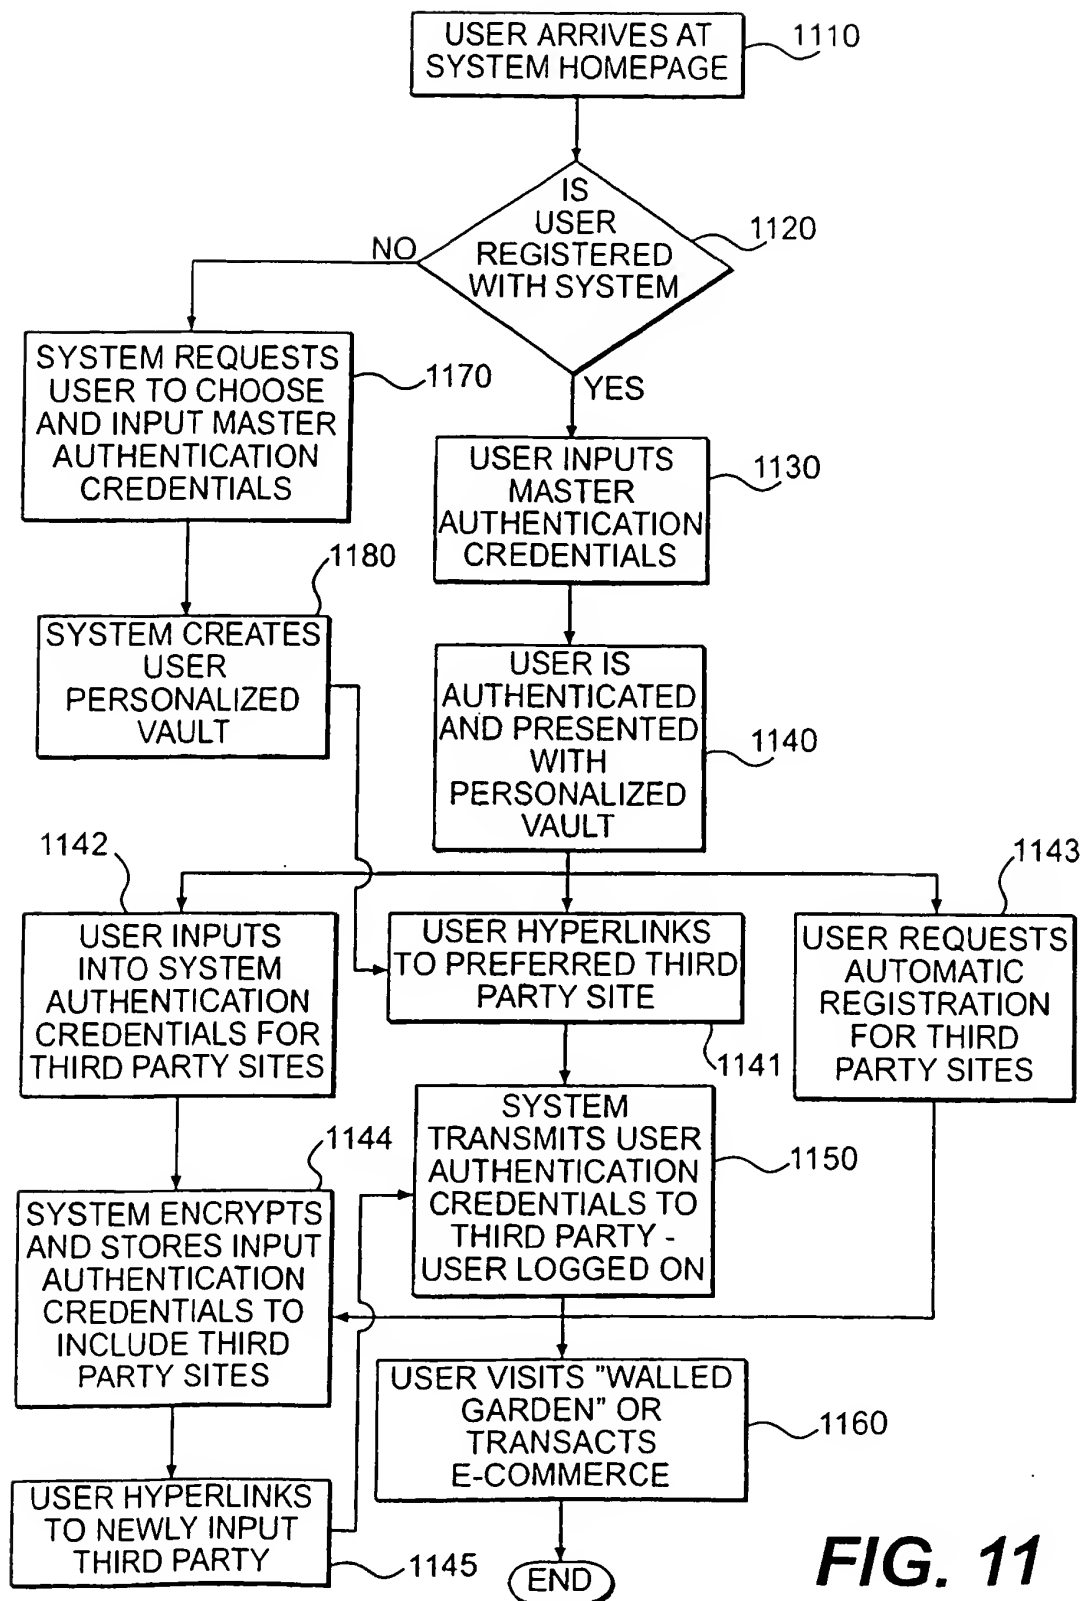 USER ARRIVES AT
SYSTEM HOMEPAGE
1110
IS
USER
REGISTERED
WITH SYSTEM
1120
NO
YES
SYSTEM REQUESTS
USER TO CHOOSE
AND INPUT MASTER
AUTHENTICATION
CREDENTIALS
1170
USER INPUTS
MASTER
AUTHENTICATION
CREDENTIALS
1130
1180
SYSTEM CREATES
USER
PERSONALIZED
VAULT
USER IS
AUTHENTICATED
AND PRESENTED
WITH
PERSONALIZED
VAULT
1140
1142
USER INPUTS
INTO SYSTEM
AUTHENTICATION
CREDENTIALS FOR
THIRD PARTY SITES
USER HYPERLINKS
TO PREFERRED THIRD
PARTY SITE
1141
1143
USER REQUESTS
AUTOMATIC
REGISTRATION
FOR THIRD
PARTY SITES
1144
SYSTEM ENCRYPTS
AND STORES INPUT
AUTHENTICATION
CREDENTIALS TO
INCLUDE THIRD
PARTY SITES
SYSTEM
TRANSMITS USER
AUTHENTICATION
CREDENTIALS TO
THIRD PARTY -
USER LOGGED ON
1150
USER VISITS "WALLED
GARDEN" OR
TRANSACTS
E-COMMERCE
1160
USER HYPERLINKS
TO NEWLY INPUT
THIRD PARTY
1145
END
FIG. 11